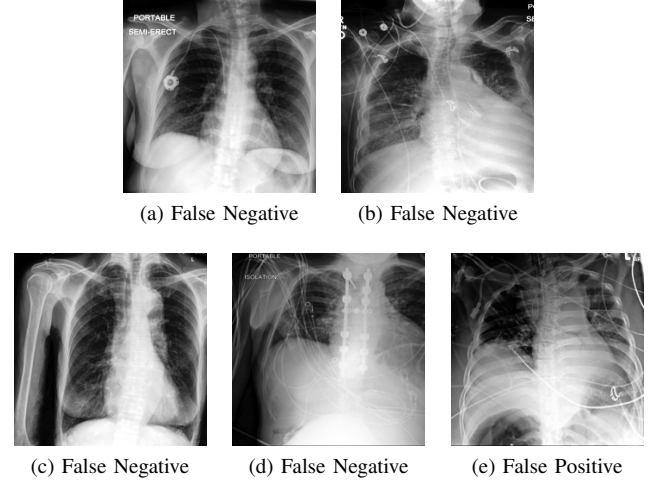 PORTABLE
SEMI-ERECT
(a) False Negative
(b) False Negative
PORTABLE
ISOLATION
(c) False Negative
(d) False Negative
(e) False Positive